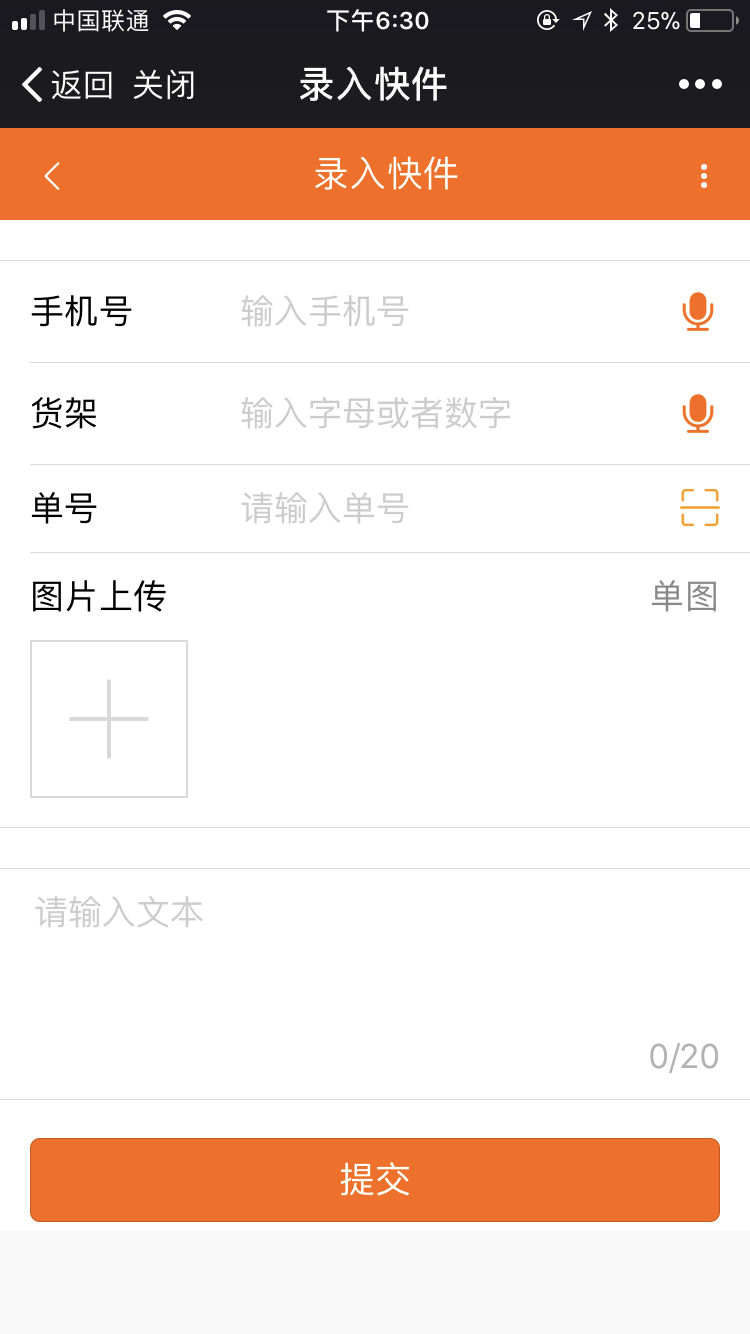 中国联通 下午6:30 25%
返回 关闭 录入快件
录入快件
手机号 输入手机号
货架 输入字母或者数字
单号 请输入单号
图片上传 单图
请输入文本
0/20
提交